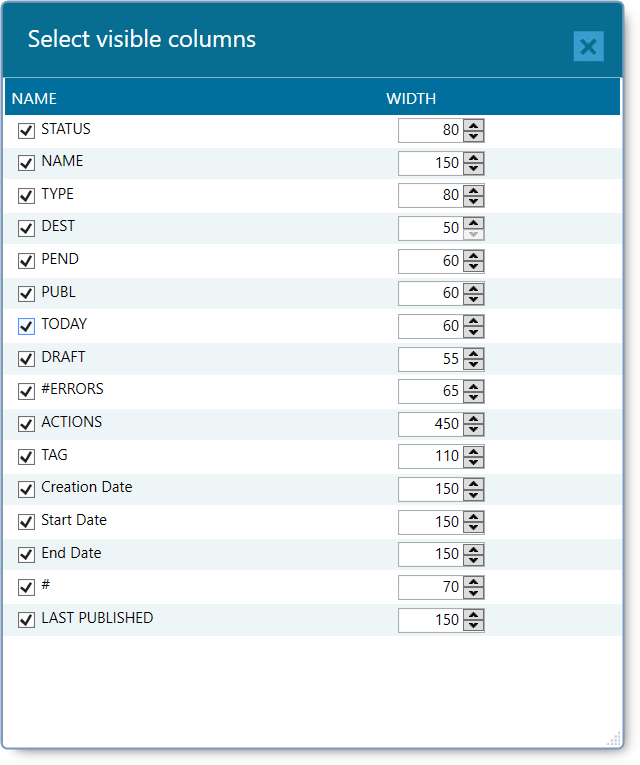 Select visible columns
NAME WIDTH
STATUS 80
NAME 150
TYPE 80
DEST 50
PEND 60
PUBL 60
TODAY 60
DRAFT 55
#ERRORS 65
ACTIONS 450
TAG 110
Creation Date 150
Start Date 150
End Date 150
# 70
LAST PUBLISHED 150